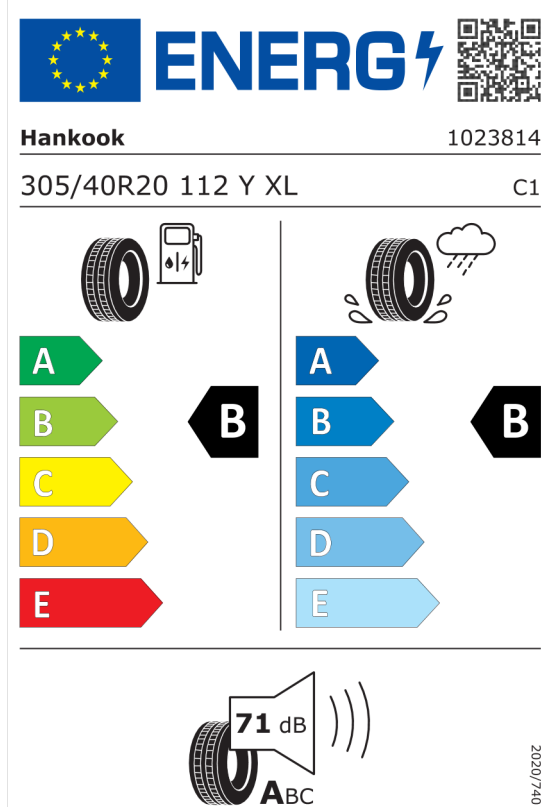 ENERG
Hankook 1023814
305/40R20 112 Y XL C1
A A
B B B B
C C
D D
E E
71 dB
ABC
2020/740